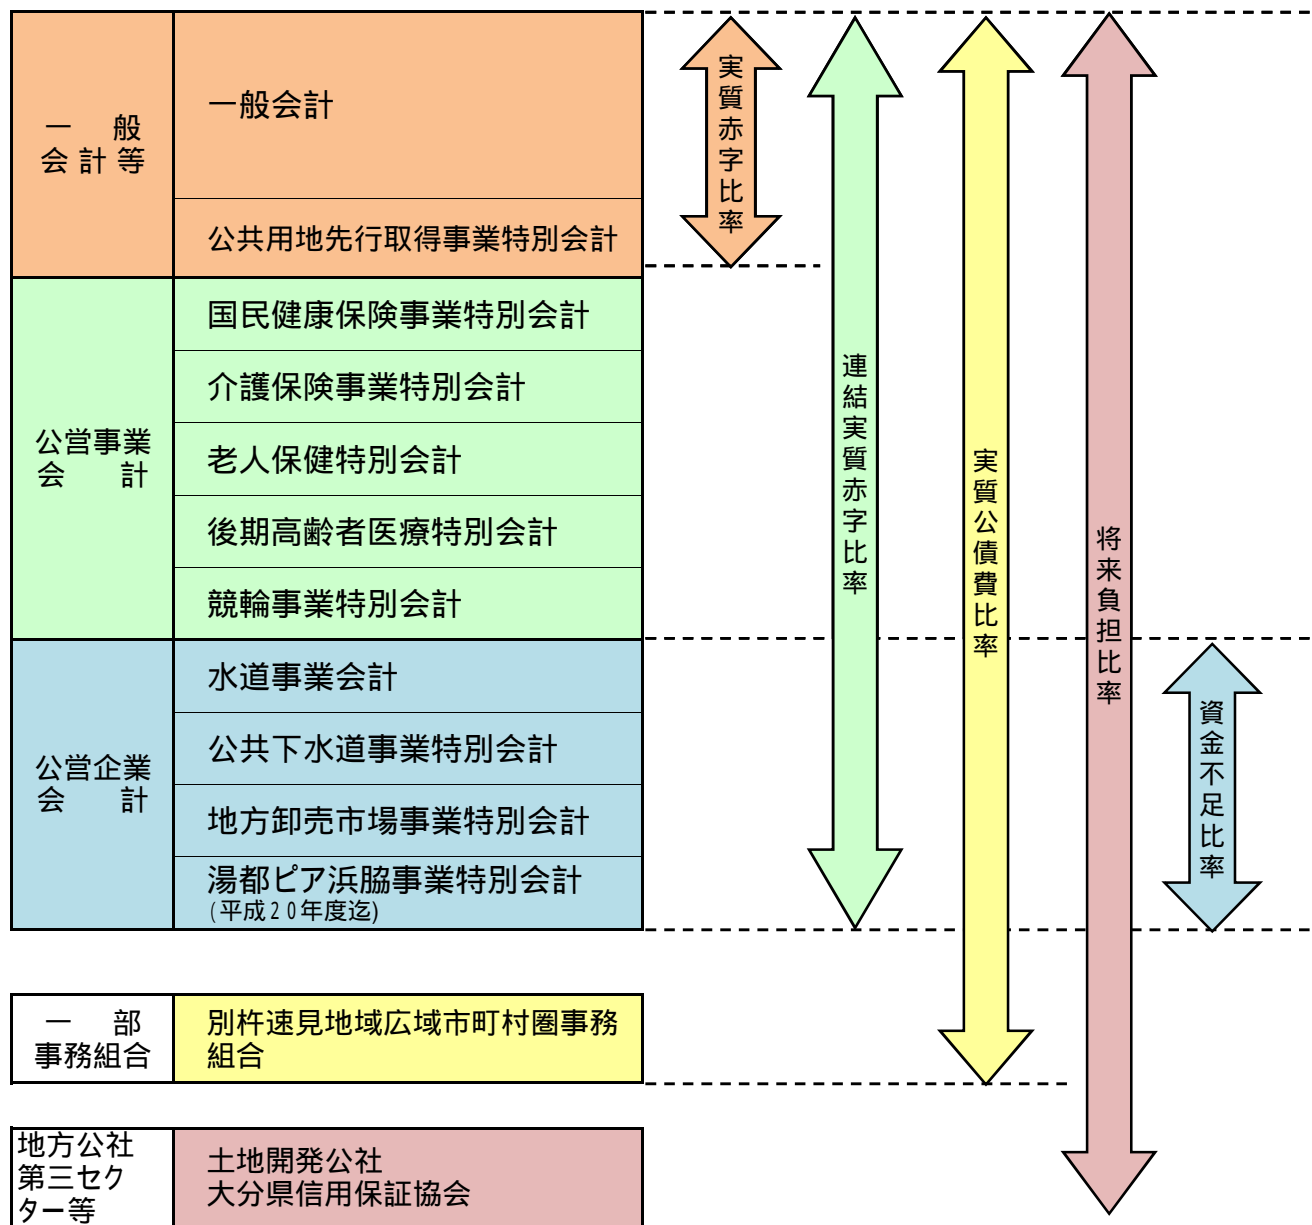 一般
会計等
一般会計
公共用地先行取得事業特別会計
公営事業
会計
国民健康保険事業特別会計
介護保険事業特別会計
老人保健特別会計
後期高齢者医療特別会計
競輪事業特別会計
公営企業
会計
水道事業会計
公共下水道事業特別会計
地方卸売市場事業特別会計
湯都ピア浜脇事業特別会計
(平成20年度迄)
一部
事務組合
別杵速見地域広域市町村圏事務
組合
地方公社
第三セク
ター等
土地開発公社
大分県信用保証協会
実質赤字比率
連結実質赤字比率
実質公債費比率
将来負担比率
資金不足比率